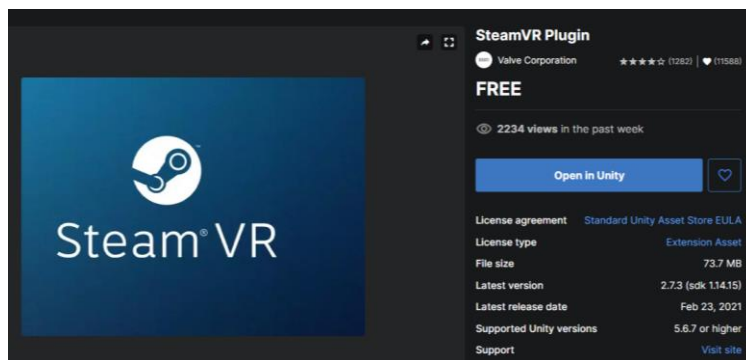 SteamVR Plugin
Valve Corporation
★★★★☆ (1282) | ♥ (11588)
FREE
2234 views in the past week
Open in Unity
License agreement Standard Unity Asset Store EULA
License type Extension Asset
File size 73.7 MB
Latest version 2.7.3 (sdk 1.14.15)
Latest release date Feb 23, 2021
Supported Unity versions 5.6.7 or higher
Support Visit site
Steam®VR